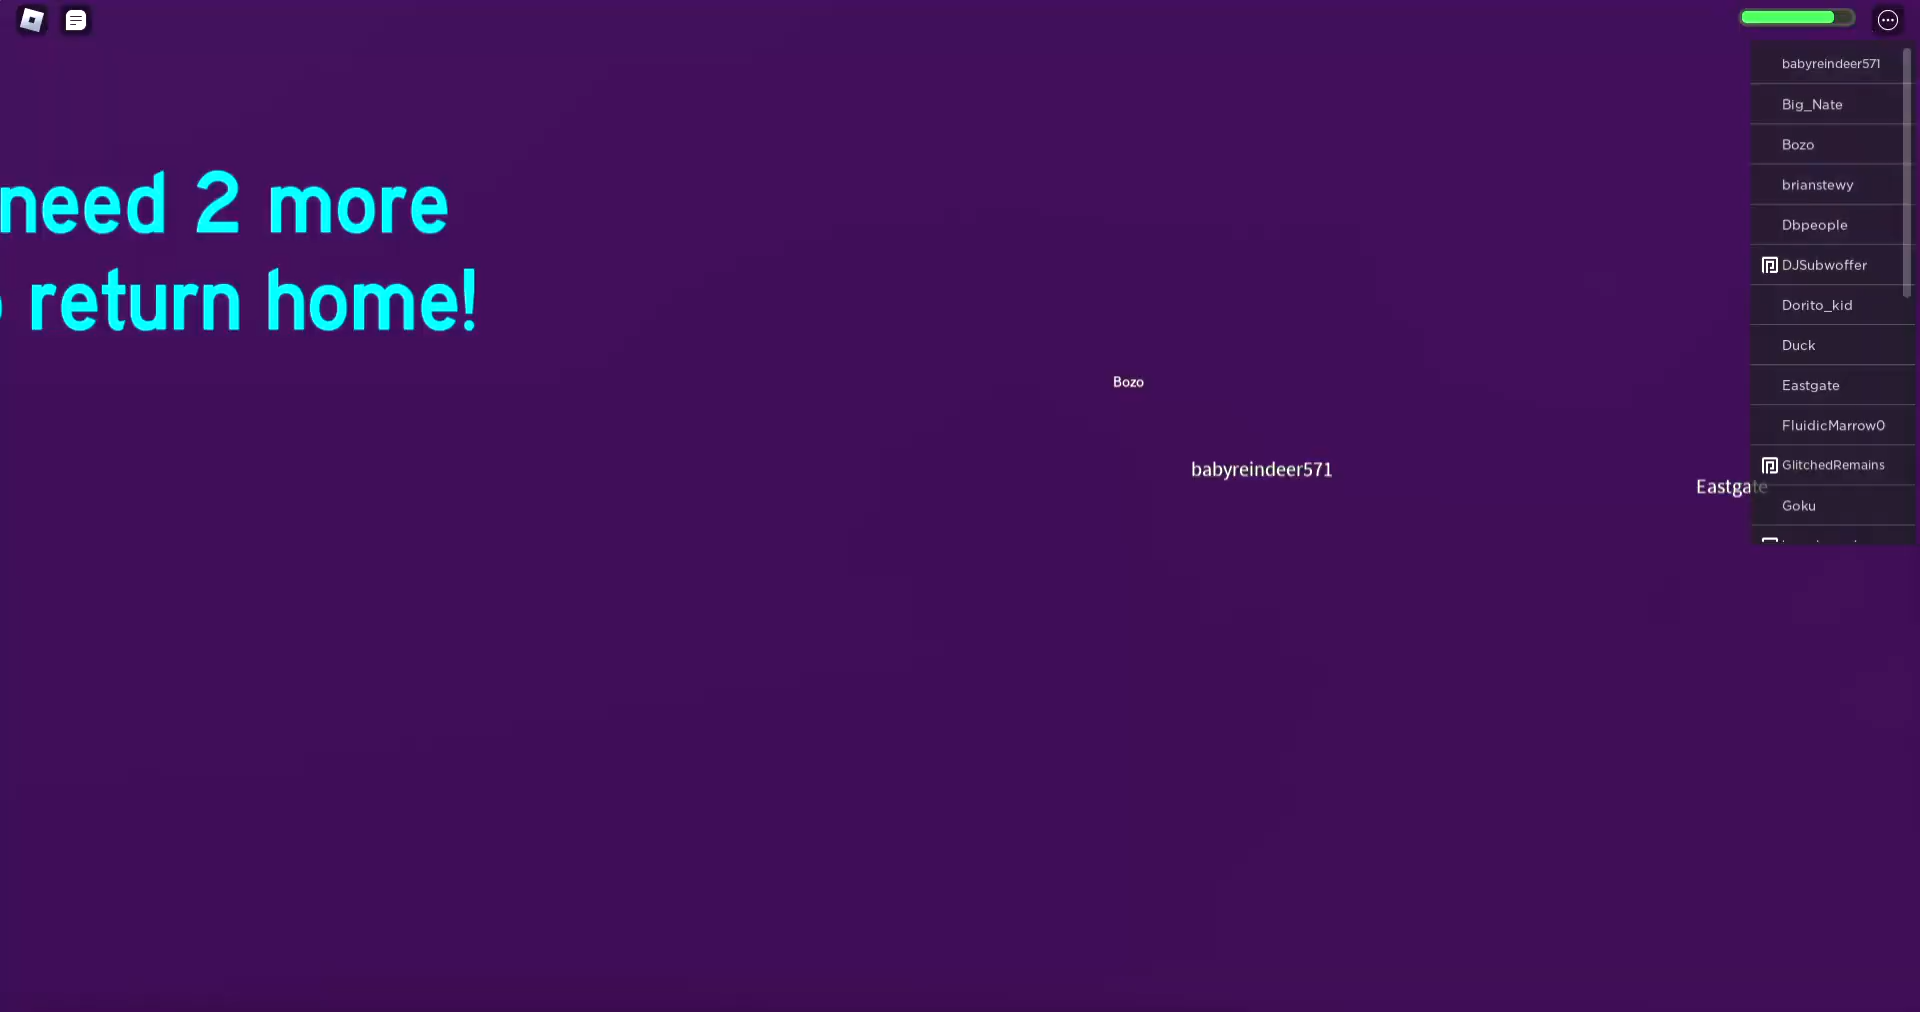 babyreindeer571
Big_Nate
Bozo
brianstewy
need 2 more
Dbpeople
DJSubwoffer
return home!
Dorito_kid
Duck
Bozo
Eastgate
FluidicMarrow0
babyreindeer571
GlitchedRemains
Eastgate
Goku